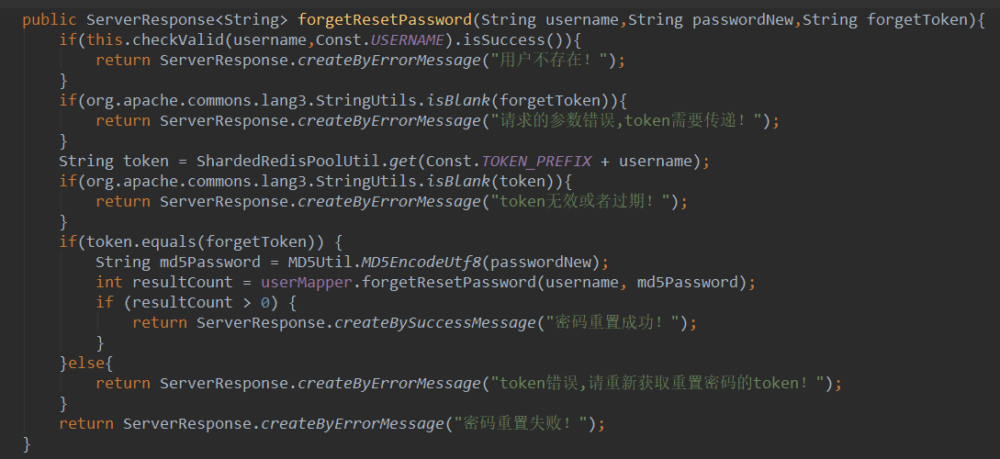 public ServerResponse<String> forgetResetPassword(String username,String passwordNew,String forgetToken){
    if(this.checkValid(username,Const.USERNAME).isSuccess()){
        return ServerResponse.createByErrorMessage("用户不存在！");
    }
    if(org.apache.commons.lang3.StringUtils.isBlank(forgetToken)){
        return ServerResponse.createByErrorMessage("请求的参数错误,token需要传递！");
    }
    String token = ShardedRedisPoolUtil.get(Const.TOKEN_PREFIX + username);
    if(org.apache.commons.lang3.StringUtils.isBlank(token)){
        return ServerResponse.createByErrorMessage("token无效或者过期！");
    }
    if(token.equals(forgetToken)) {
        String md5Password = MD5Util.MD5EncodeUtf8(passwordNew);
        int resultCount = userMapper.forgetResetPassword(username, md5Password);
        if (resultCount > 0) {
            return ServerResponse.createBySuccessMessage("密码重置成功！");
        }
    }else{
        return ServerResponse.createByErrorMessage("token错误,请重新获取重置密码的token！");
    }
    return ServerResponse.createByErrorMessage("密码重置失败！");
}